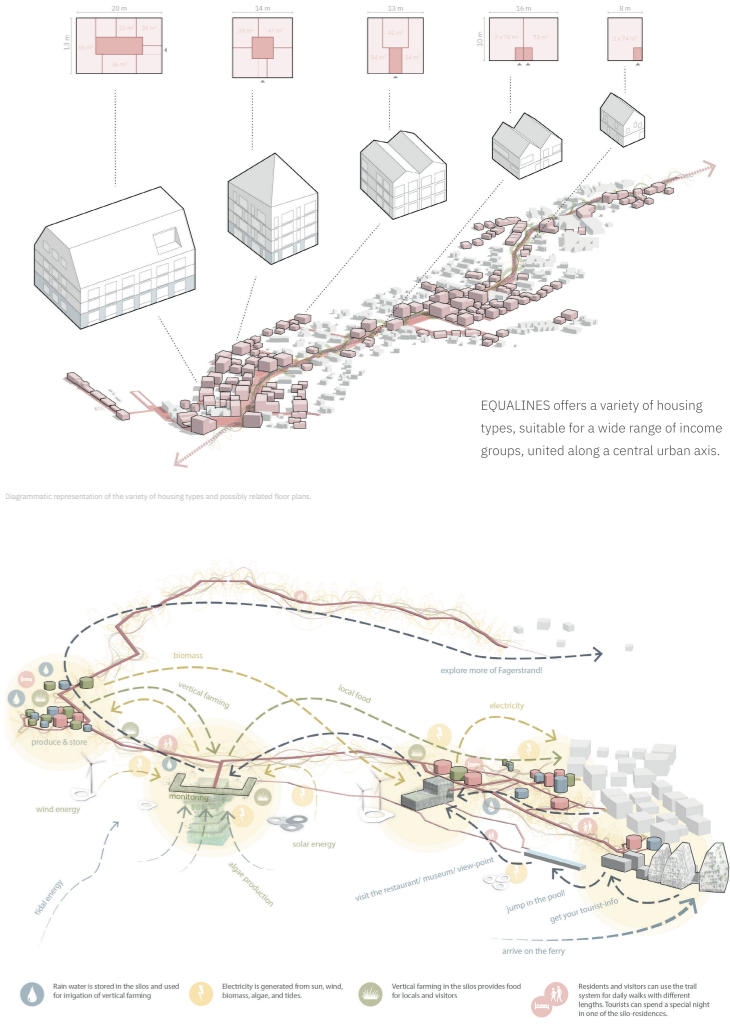 20 m
14 m
13 m
16 m
8 m
13 m
10 m
EQUALINES offers a variety of housing
types, suitable for a wide range of income
groups, united along a central urban axis.
Diagrammatic representation of the variety of housing types and possibly related floor plans.
explore more of Fagerstrand!
biomass
vertical farming
local food
electricity
produce & store
monitoring
wind energy
solar energy
algae production
tidal energy
visit the restaurant/ museum/ view-point
jump in the pool!
get your tourist-info
arrive on the ferry
Rain water is stored in the silos and used
for irrigation of vertical farming
Electricity is generated from sun, wind,
biomass, algae, and tides.
Vertical farming in the silos provides food
for locals and visitors
Residents and visitors can use the trail
system for daily walks with different
lengths. Tourists can spend a special night
in one of the silo-residences.